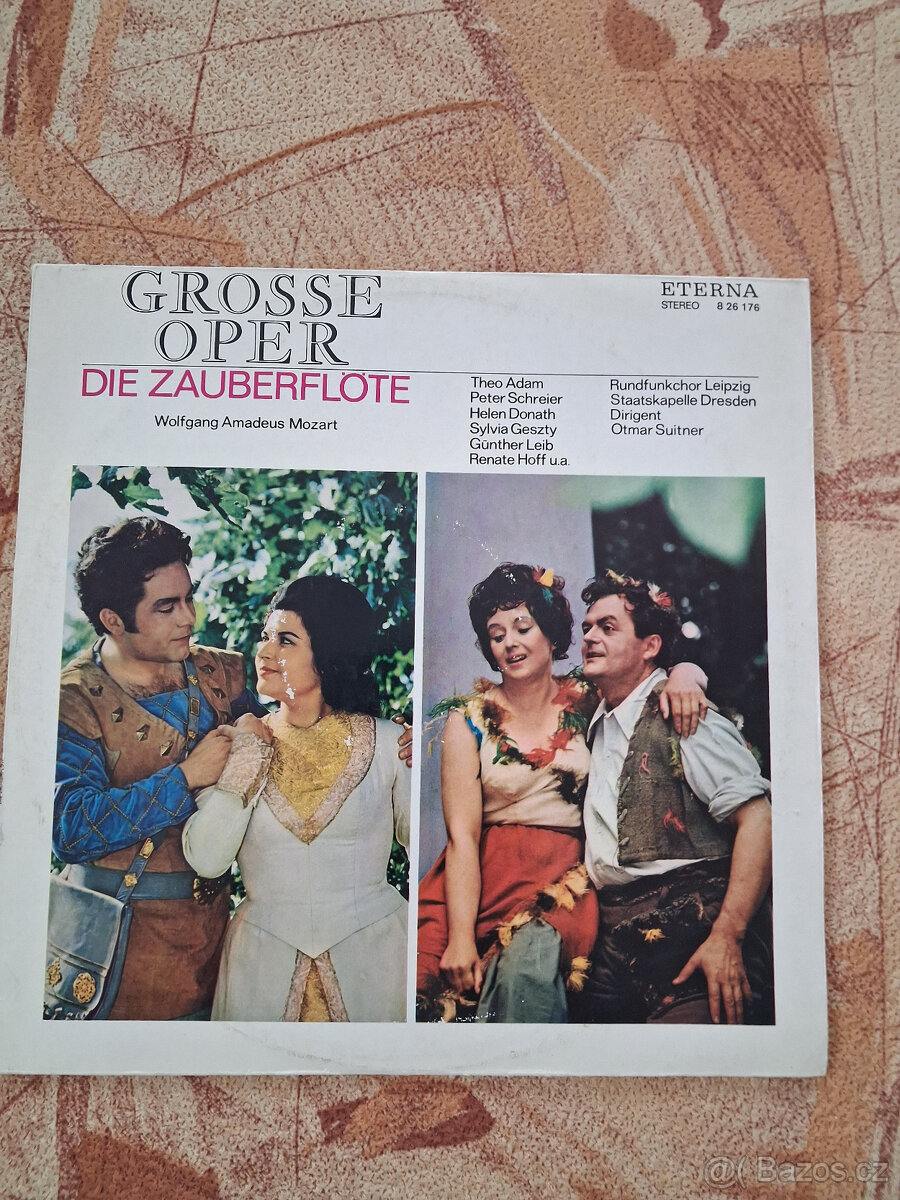 GROSSE
OPER
DIE ZAUBERFLÖTE
Wolfgang Amadeus Mozart
ETERNA
STEREO 8 26 176
Theo Adam
Peter Schreier
Helen Donath
Sylvia Geszty
Günther Leib
Renate Hoff u.a.
Rundfunkchor Leipzig
Staatskapelle Dresden
Dirigent
Otmar Suitner
@( Bazos.cz